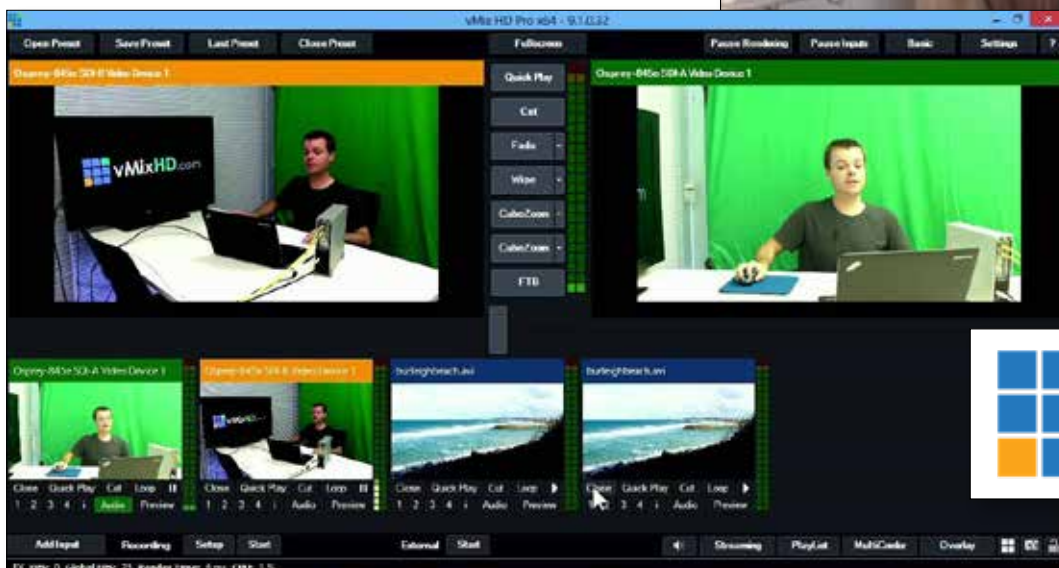 vMix HD Pro x64 - 9.1.0.32
Open Preset Save Preset Last Preset Close Preset Fullscreen Pause Rendering Pause Inputs Basic Settings ?
Osprey-845e SDI-B Video Device 1
Osprey-845e SDI-A Video Device 1
vMixHD.com
Quick Play
Cut
Fade
Wipe
CubeZoom
CubeZoom
FTB
Osprey-845e SDI-A Video Device 1 Osprey-845e SDI-B Video Device 1 burleighbeach.avi burleighbeach.avi
vMixHD
Close Quick Play Cut Loop Close Quick Play Cut Loop Close Quick Play Cut Loop Close Quick Play Cut Loop
1 2 3 4 i Audio Preview 1 2 3 4 i Audio Preview 1 2 3 4 i Audio Preview 2 3 4 i Audio Preview
Add Input Recording Setup Start External Start Streaming PlayList MultiCorder Overlay